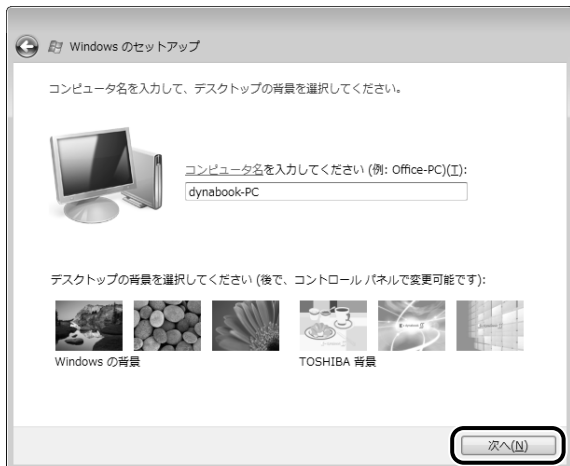 Windows のセットアップ
コンピュータ名を入力して、デスクトップの背景を選択してください。
コンピュータ名を入力してください (例: Office-PC)(T):
dynabook-PC
デスクトップの背景を選択してください (後で、コントロール パネルで変更可能です):
Windows の背景
TOSHIBA 背景
次へ(N)